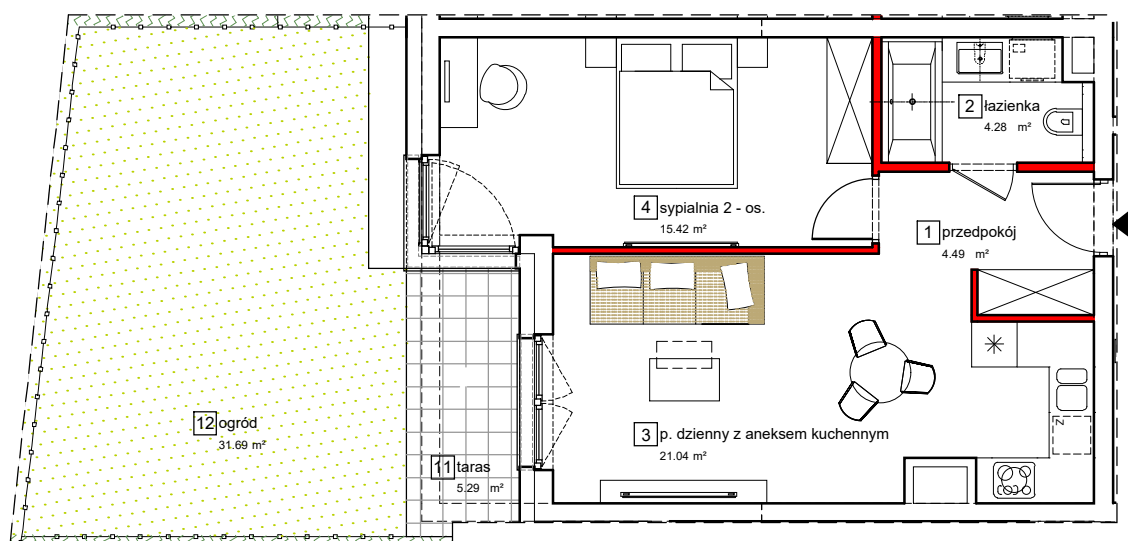 2 łazienka
4.28 m²
4 sypialnia 2 - os.
15.42 m²
1 przedpokój
4.49 m²
12 ogród
31.69 m²
3 p. dzienny z aneksem kuchennym
21.04 m²
11 taras
5.29 m²
Z